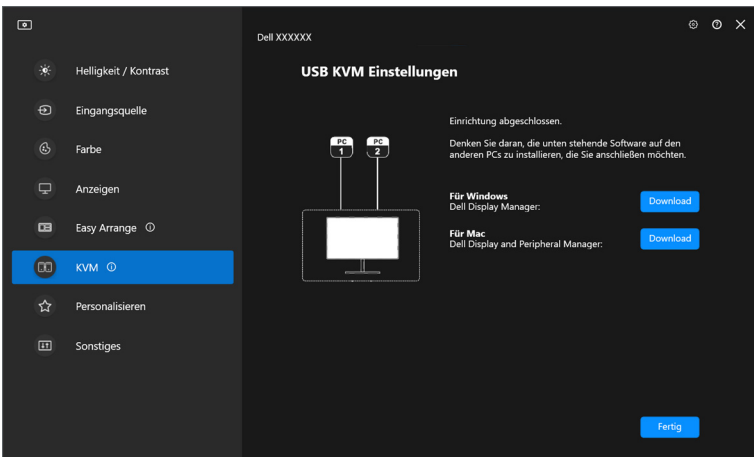 Dell XXXXXX
Helligkeit / Kontrast
Eingangsquelle
Farbe
Anzeigen
Easy Arrange
KVM
Personalisieren
Sonstiges
USB KVM Einstellungen
PC 1
PC 2
Einrichtung abgeschlossen.
Denken Sie daran, die unten stehende Software auf den
anderen PCs zu installieren, die Sie anschließen möchten.
Für Windows
Dell Display Manager:
Download
Für Mac
Dell Display and Peripheral Manager:
Download
Fertig